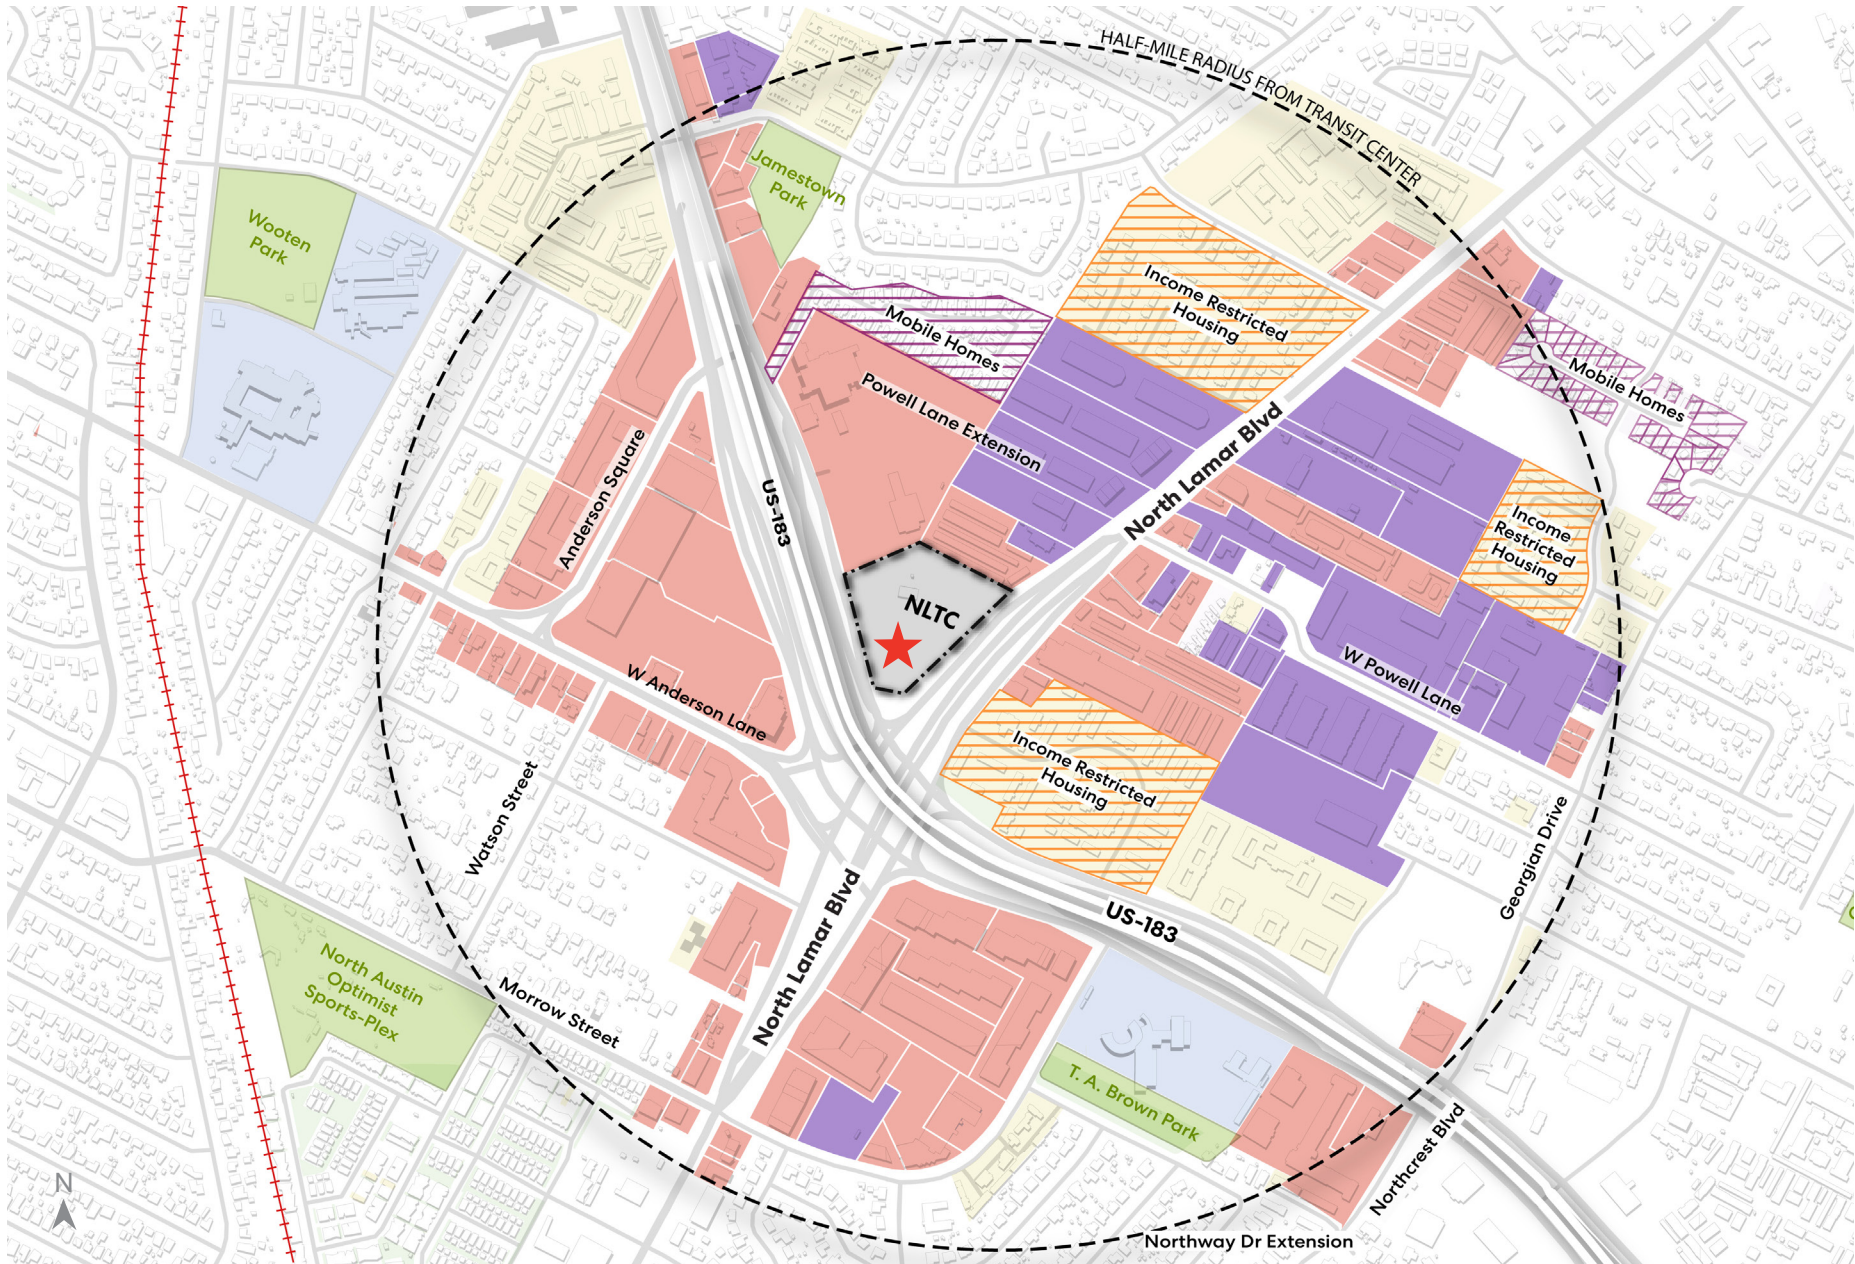 HALF-MILE RADIUS FROM TRANSIT CENTER
Jamestown
Park
Wooten
Park
Income Restricted
Housing
Mobile Homes
Mobile Homes
Powell Lane Extension
North Lamar Blvd
Anderson Square
US-183
Income
Restricted
Housing
NLTC
W Powell Lane
W Anderson Lane
Income Restricted
Housing
Watson Street
Georgian Drive
US-183
North Lamar Blvd
North Austin
Optimist
Sports-Plex
Morrow Street
T. A. Brown Park
Northcrest Blvd
N
Northway Dr Extension